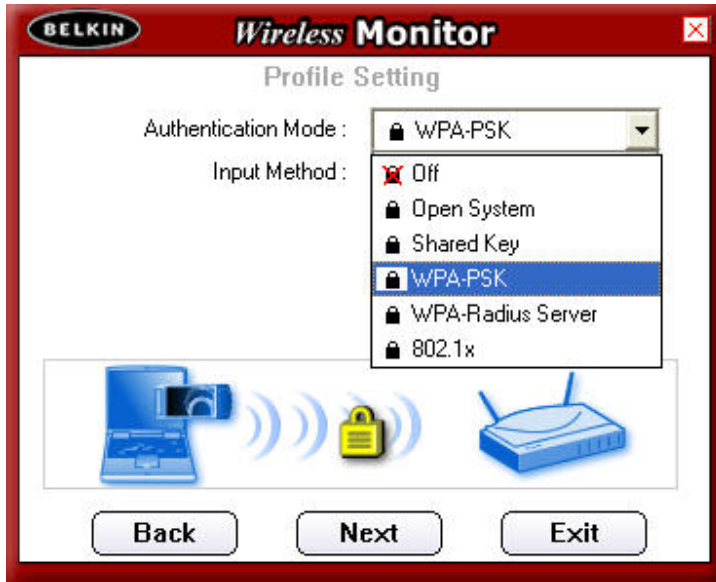 BELKIN Wireless Monitor
Profile Setting
Authentication Mode : WPA-PSK
Input Method :
Off
Open System
Shared Key
WPA-PSK
WPA-Radius Server
802.1x
Back Next Exit